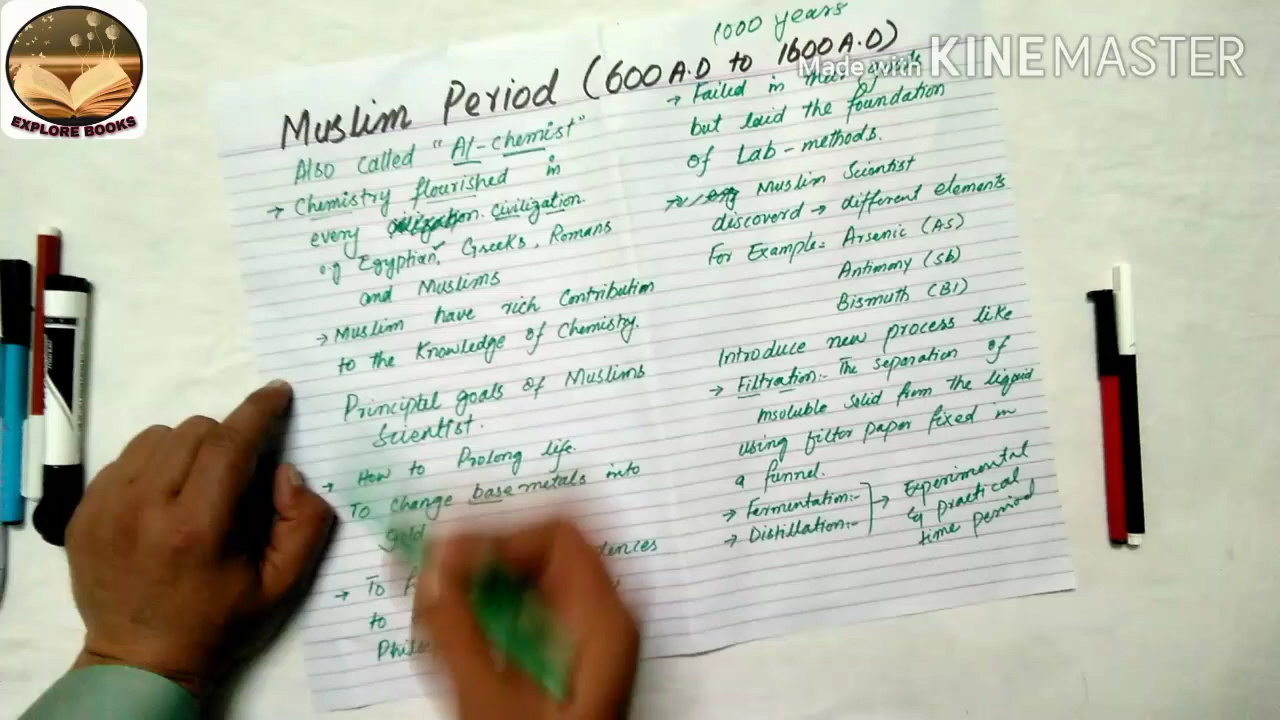 EXPLORE BOOKS
Made with KINEMASTER
1000 years
Muslim Period (600 A.D to 1600 A.D)
Also called "Al-Chemist"
→ Chemistry flourished in
every civilization.
e.g Egyptian, Greeks, Romans
and Muslims
→ Muslim have rich Contribution
to the Knowledge of Chemistry.
Principal goals of Muslims
Scientist.
→ How to Prolong life.
To change base metals into
gold
→ To
to
→ Failed in their goals
but laid the foundation
of Lab-methods.
Muslim Scientist
discoverd → different elements
For Example:- Arsenic (AS)
Antimony (Sb)
Bismuth (BI)
Introduce new process like
→ Filtration:- The separation of
insoluble solid from the liquid
using filter paper fixed in
a funnel.
→ Fermentation:-
→ Distillation:-
→ Experimental
& practical
time period